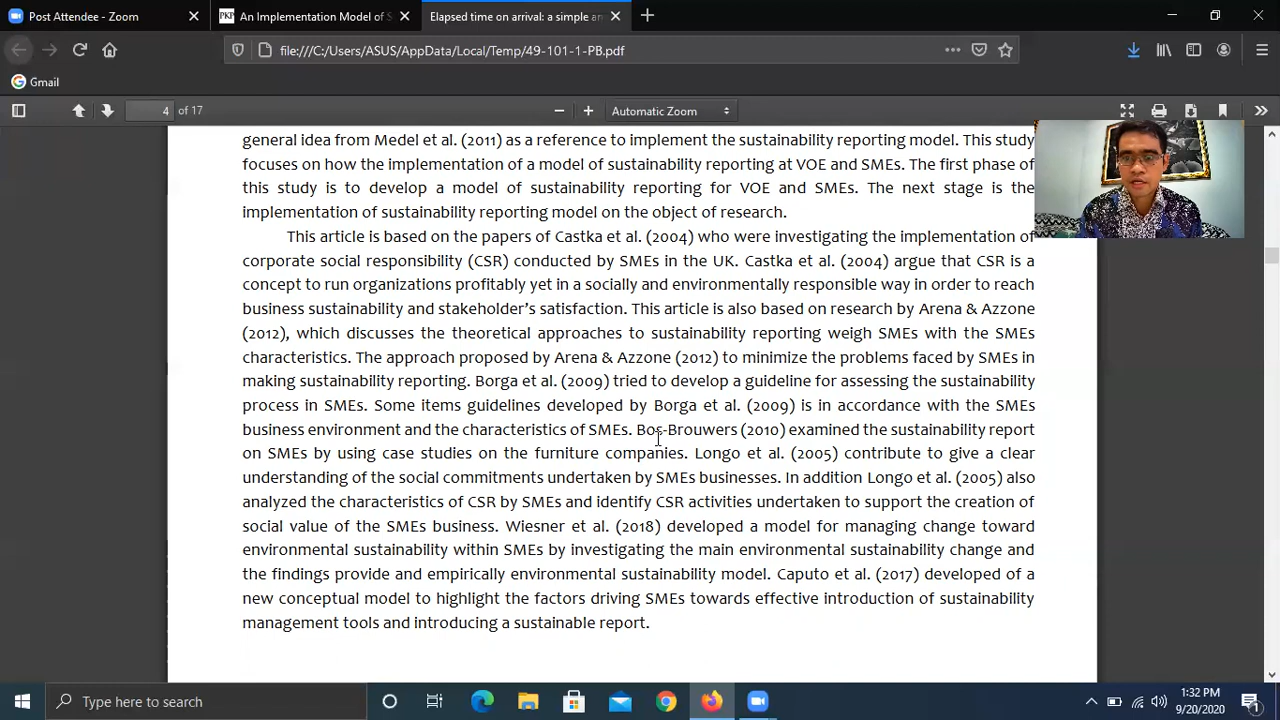 Post Attendee - Zoom
An Implementation Model of S
Elapsed time on arrival: a simple an
file:///C:/Users/ASUS/AppData/Local/Temp/49-101-1-PB.pdf
Gmail
4 of 17
Automatic Zoom
general idea from Medel et al. (2011) as a reference to implement the sustainability reporting model. This study
focuses on how the implementation of a model of sustainability reporting at VOE and SMEs. The first phase of
this study is to develop a model of sustainability reporting for VOE and SMEs. The next stage is the
implementation of sustainability reporting model on the object of research.
This article is based on the papers of Castka et al. (2004) who were investigating the implementation of
corporate social responsibility (CSR) conducted by SMEs in the UK. Castka et al. (2004) argue that CSR is a
concept to run organizations profitably yet in a socially and environmentally responsible way in order to reach
business sustainability and stakeholder's satisfaction. This article is also based on research by Arena & Azzone
(2012), which discusses the theoretical approaches to sustainability reporting weigh SMEs with the SMEs
characteristics. The approach proposed by Arena & Azzone (2012) to minimize the problems faced by SMEs in
making sustainability reporting. Borga et al. (2009) tried to develop a guideline for assessing the sustainability
process in SMEs. Some items guidelines developed by Borga et al. (2009) is in accordance with the SMEs
business environment and the characteristics of SMEs. Bos-Brouwers (2010) examined the sustainability report
on SMEs by using case studies on the furniture companies. Longo et al. (2005) contribute to give a clear
understanding of the social commitments undertaken by SMEs businesses. In addition Longo et al. (2005) also
analyzed the characteristics of CSR by SMEs and identify CSR activities undertaken to support the creation of
social value of the SMEs business. Wiesner et al. (2018) developed a model for managing change toward
environmental sustainability within SMEs by investigating the main environmental sustainability change and
the findings provide and empirically environmental sustainability model. Caputo et al. (2017) developed of a
new conceptual model to highlight the factors driving SMEs towards effective introduction of sustainability
management tools and introducing a sustainable report.
Type here to search
1:32 PM
9/20/2020